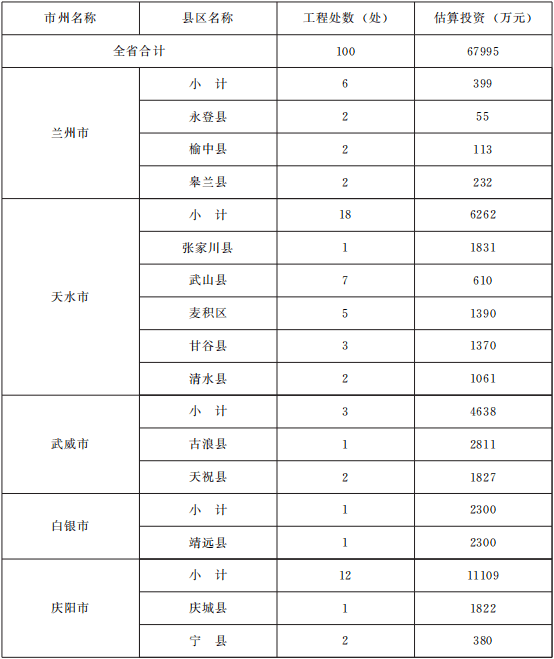 市州名称 县区名称 工程处数（处） 估算投资（万元）
全省合计 100 67995
兰州市 小 计 6 399
永登县 2 55
榆中县 2 113
皋兰县 2 232
天水市 小 计 18 6262
张家川县 1 1831
武山县 7 610
麦积区 5 1390
甘谷县 3 1370
清水县 2 1061
武威市 小 计 3 4638
古浪县 1 2811
天祝县 2 1827
白银市 小 计 1 2300
靖远县 1 2300
庆阳市 小 计 12 11109
庆城县 1 1822
宁 县 2 380